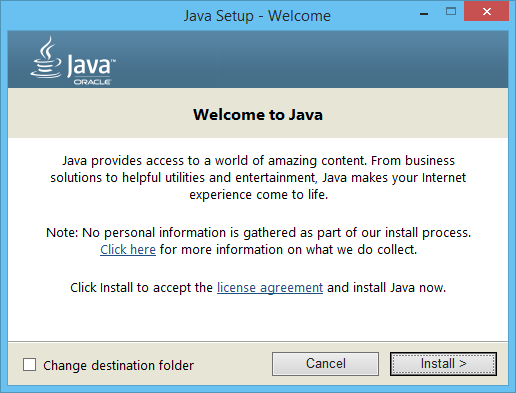 Java Setup - Welcome
Java™
ORACLE
Welcome to Java
Java provides access to a world of amazing content. From business
solutions to helpful utilities and entertainment, Java makes your Internet
experience come to life.
Note: No personal information is gathered as part of our install process.
Click here for more information on what we do collect.
Click Install to accept the license agreement and install Java now.
Change destination folder
Cancel
Install >